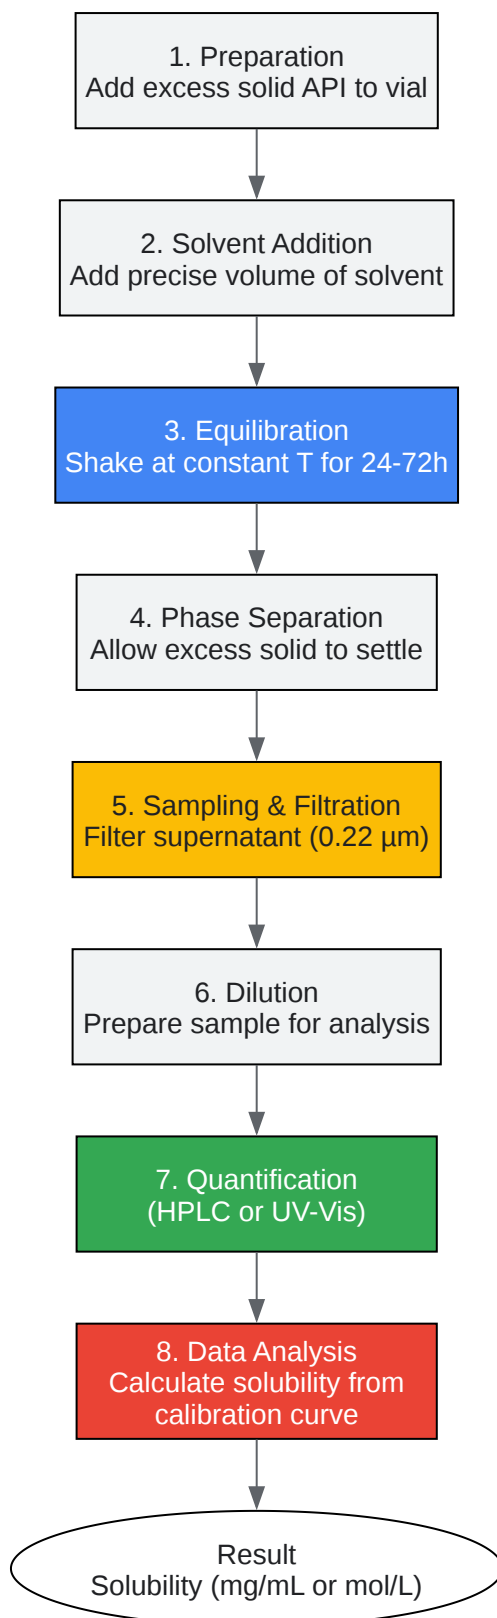 1. Preparation
Add excess solid API to vial
2. Solvent Addition
Add precise volume of solvent
3. Equilibration
Shake at constant T for 24-72h
4. Phase Separation
Allow excess solid to settle
5. Sampling & Filtration
Filter supernatant (0.22 µm)
6. Dilution
Prepare sample for analysis
7. Quantification
(HPLC or UV-Vis)
8. Data Analysis
Calculate solubility from
calibration curve
Result
Solubility (mg/mL or mol/L)